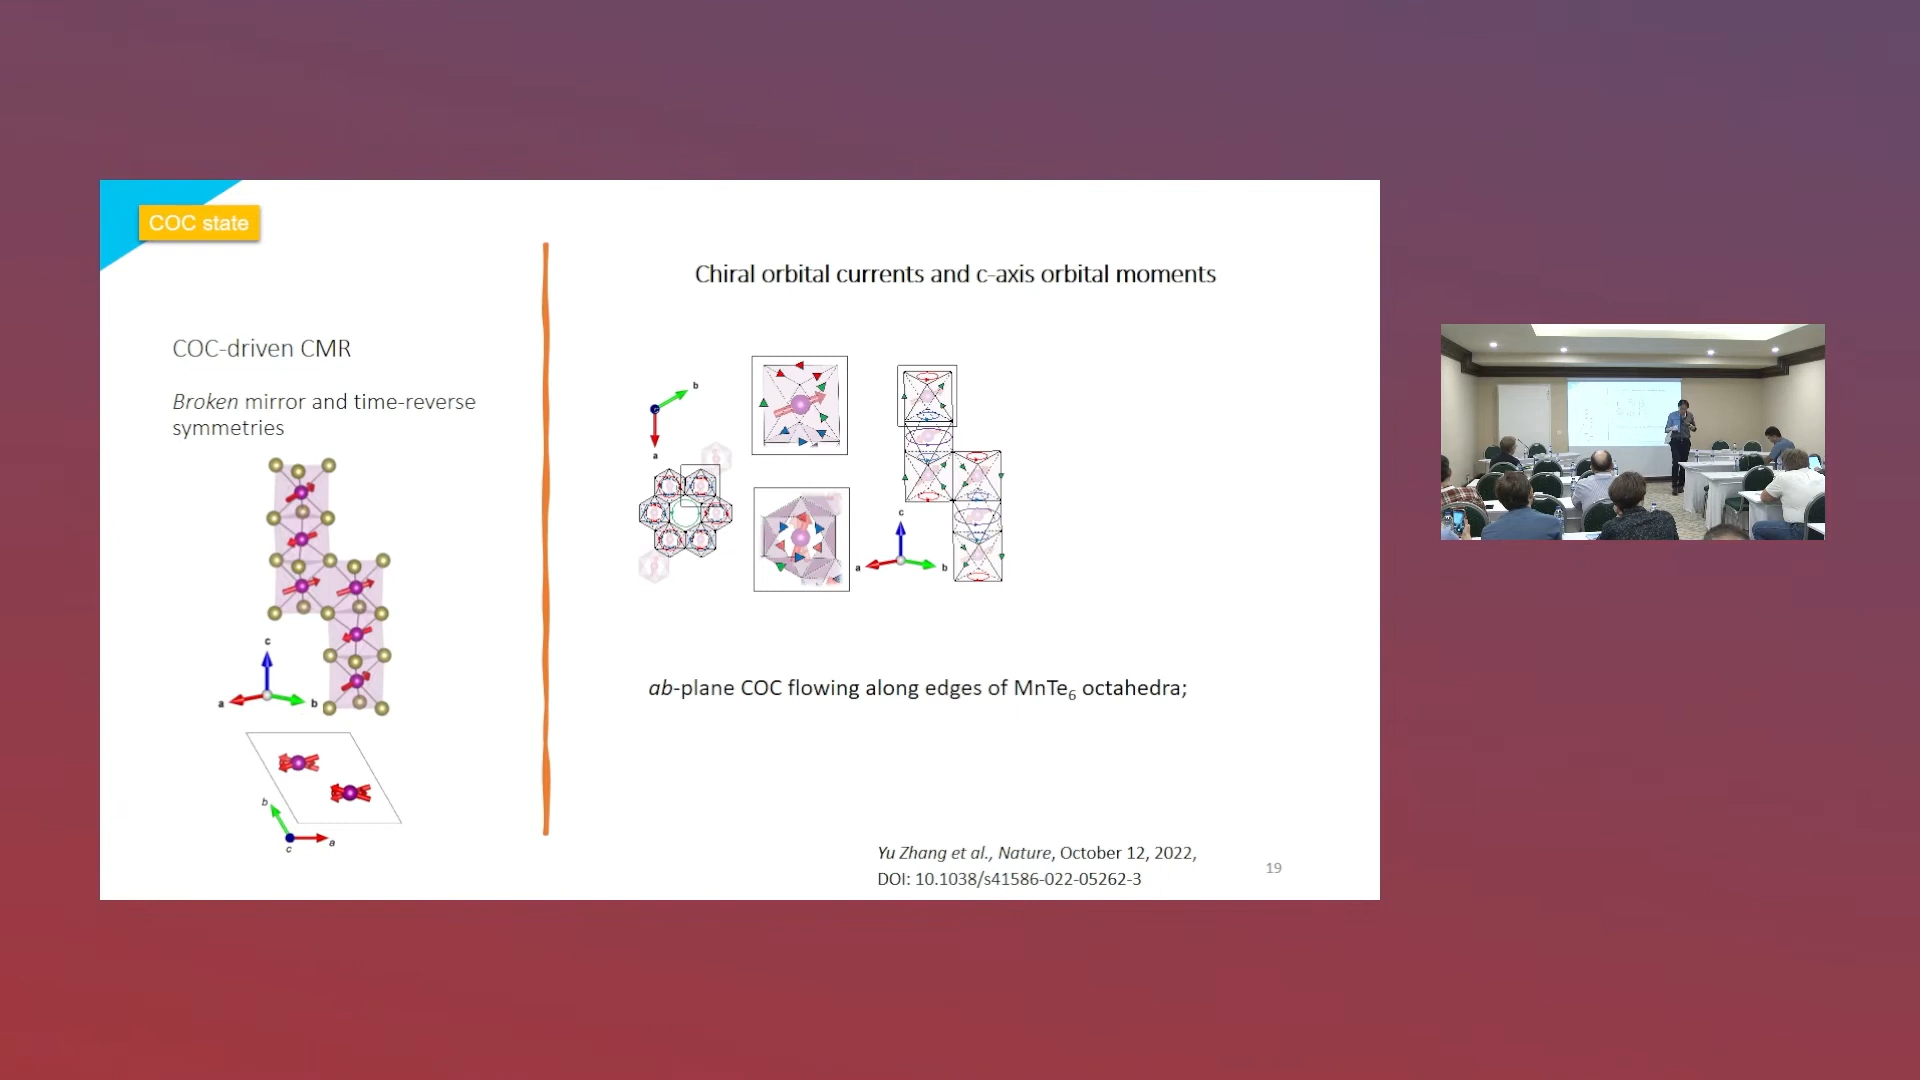 COC state
Chiral orbital currents and c-axis orbital moments
COC-driven CMR
Broken mirror and time-reverse
symmetries
b
a
c
a
b
c
a
b
b
c
a
ab-plane COC flowing along edges of MnTe₆ octahedra;
Yu Zhang et al., Nature, October 12, 2022,
DOI: 10.1038/s41586-022-05262-3
19